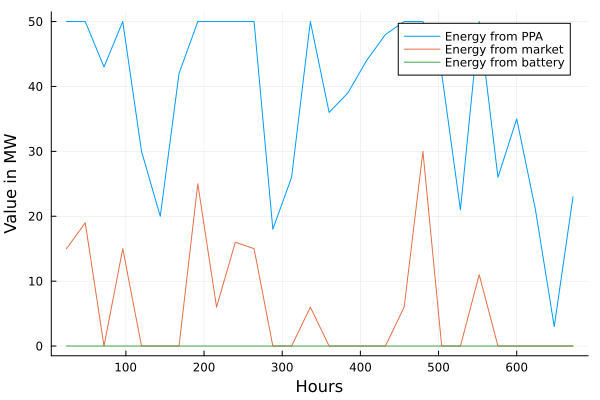 50
40
30
20
10
0
Value in MW
Energy from PPA
Energy from market
Energy from battery
100 200 300 400 500 600
Hours